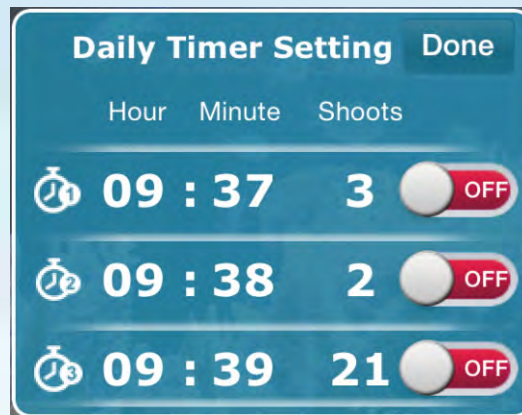 Daily Timer Setting Done
Hour Minute Shoots
1 09 : 37 3 OFF
2 09 : 38 2 OFF
3 09 : 39 21 OFF